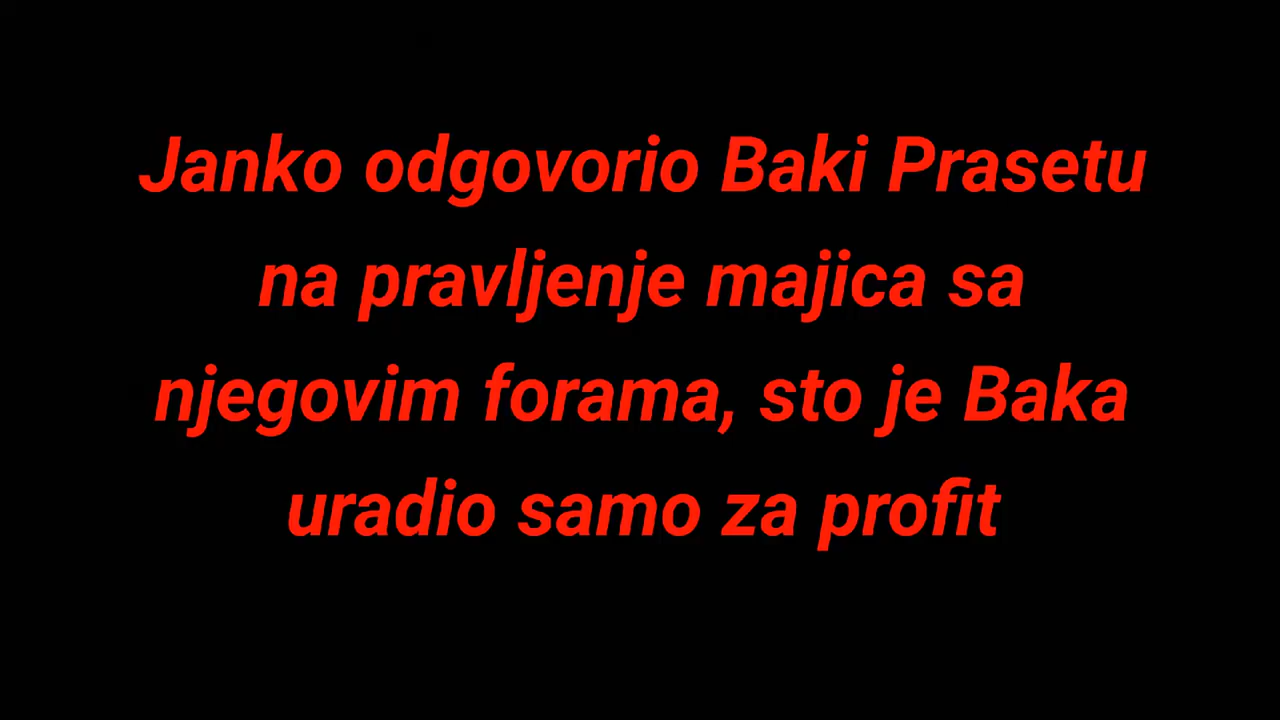 Janko odgovorio Baki Prasetu
na pravljenje majica sa
njegovim forama, sto je Baka
uradio samo za profit